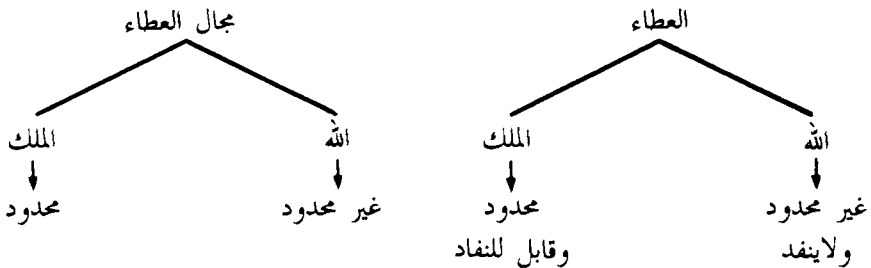 العطاء
الله
غير محدود
ولاينفد
الملك
محدود
وقابل للنفاد
مجال العطاء
الله
غير محدود
الملك
محدود